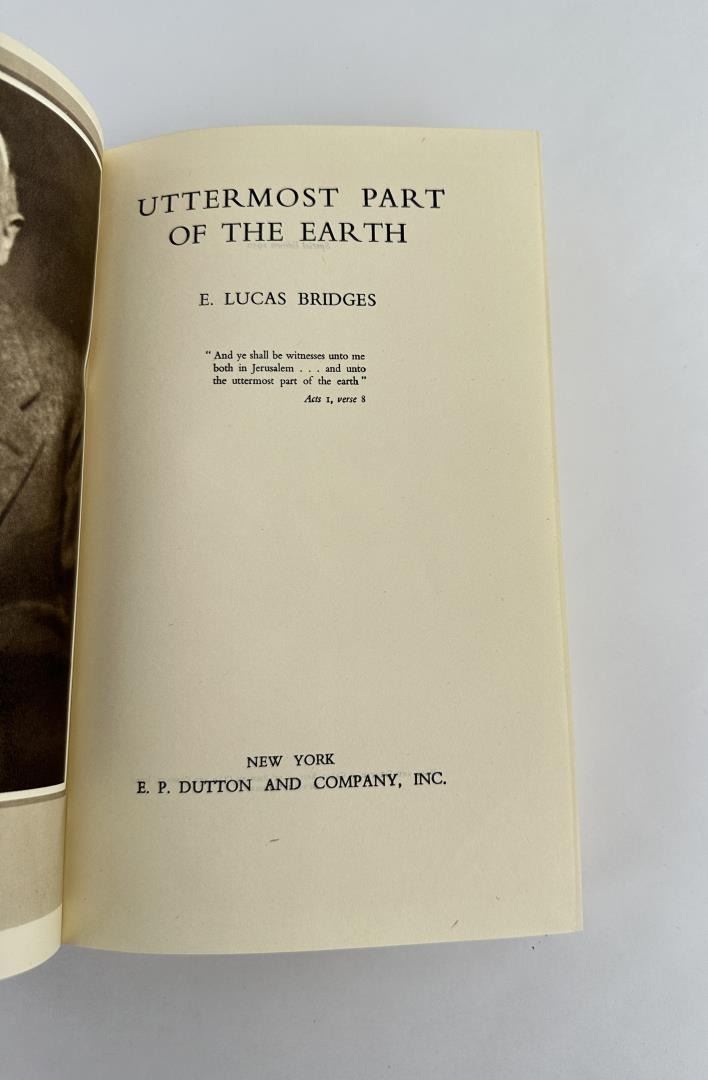 UTTERMOST PART
OF THE EARTH
E. LUCAS BRIDGES
“And ye shall be witnesses unto me
both in Jerusalem . . . and unto
the uttermost part of the earth”
Acts 1, verse 8
NEW YORK
E. P. DUTTON AND COMPANY, INC.